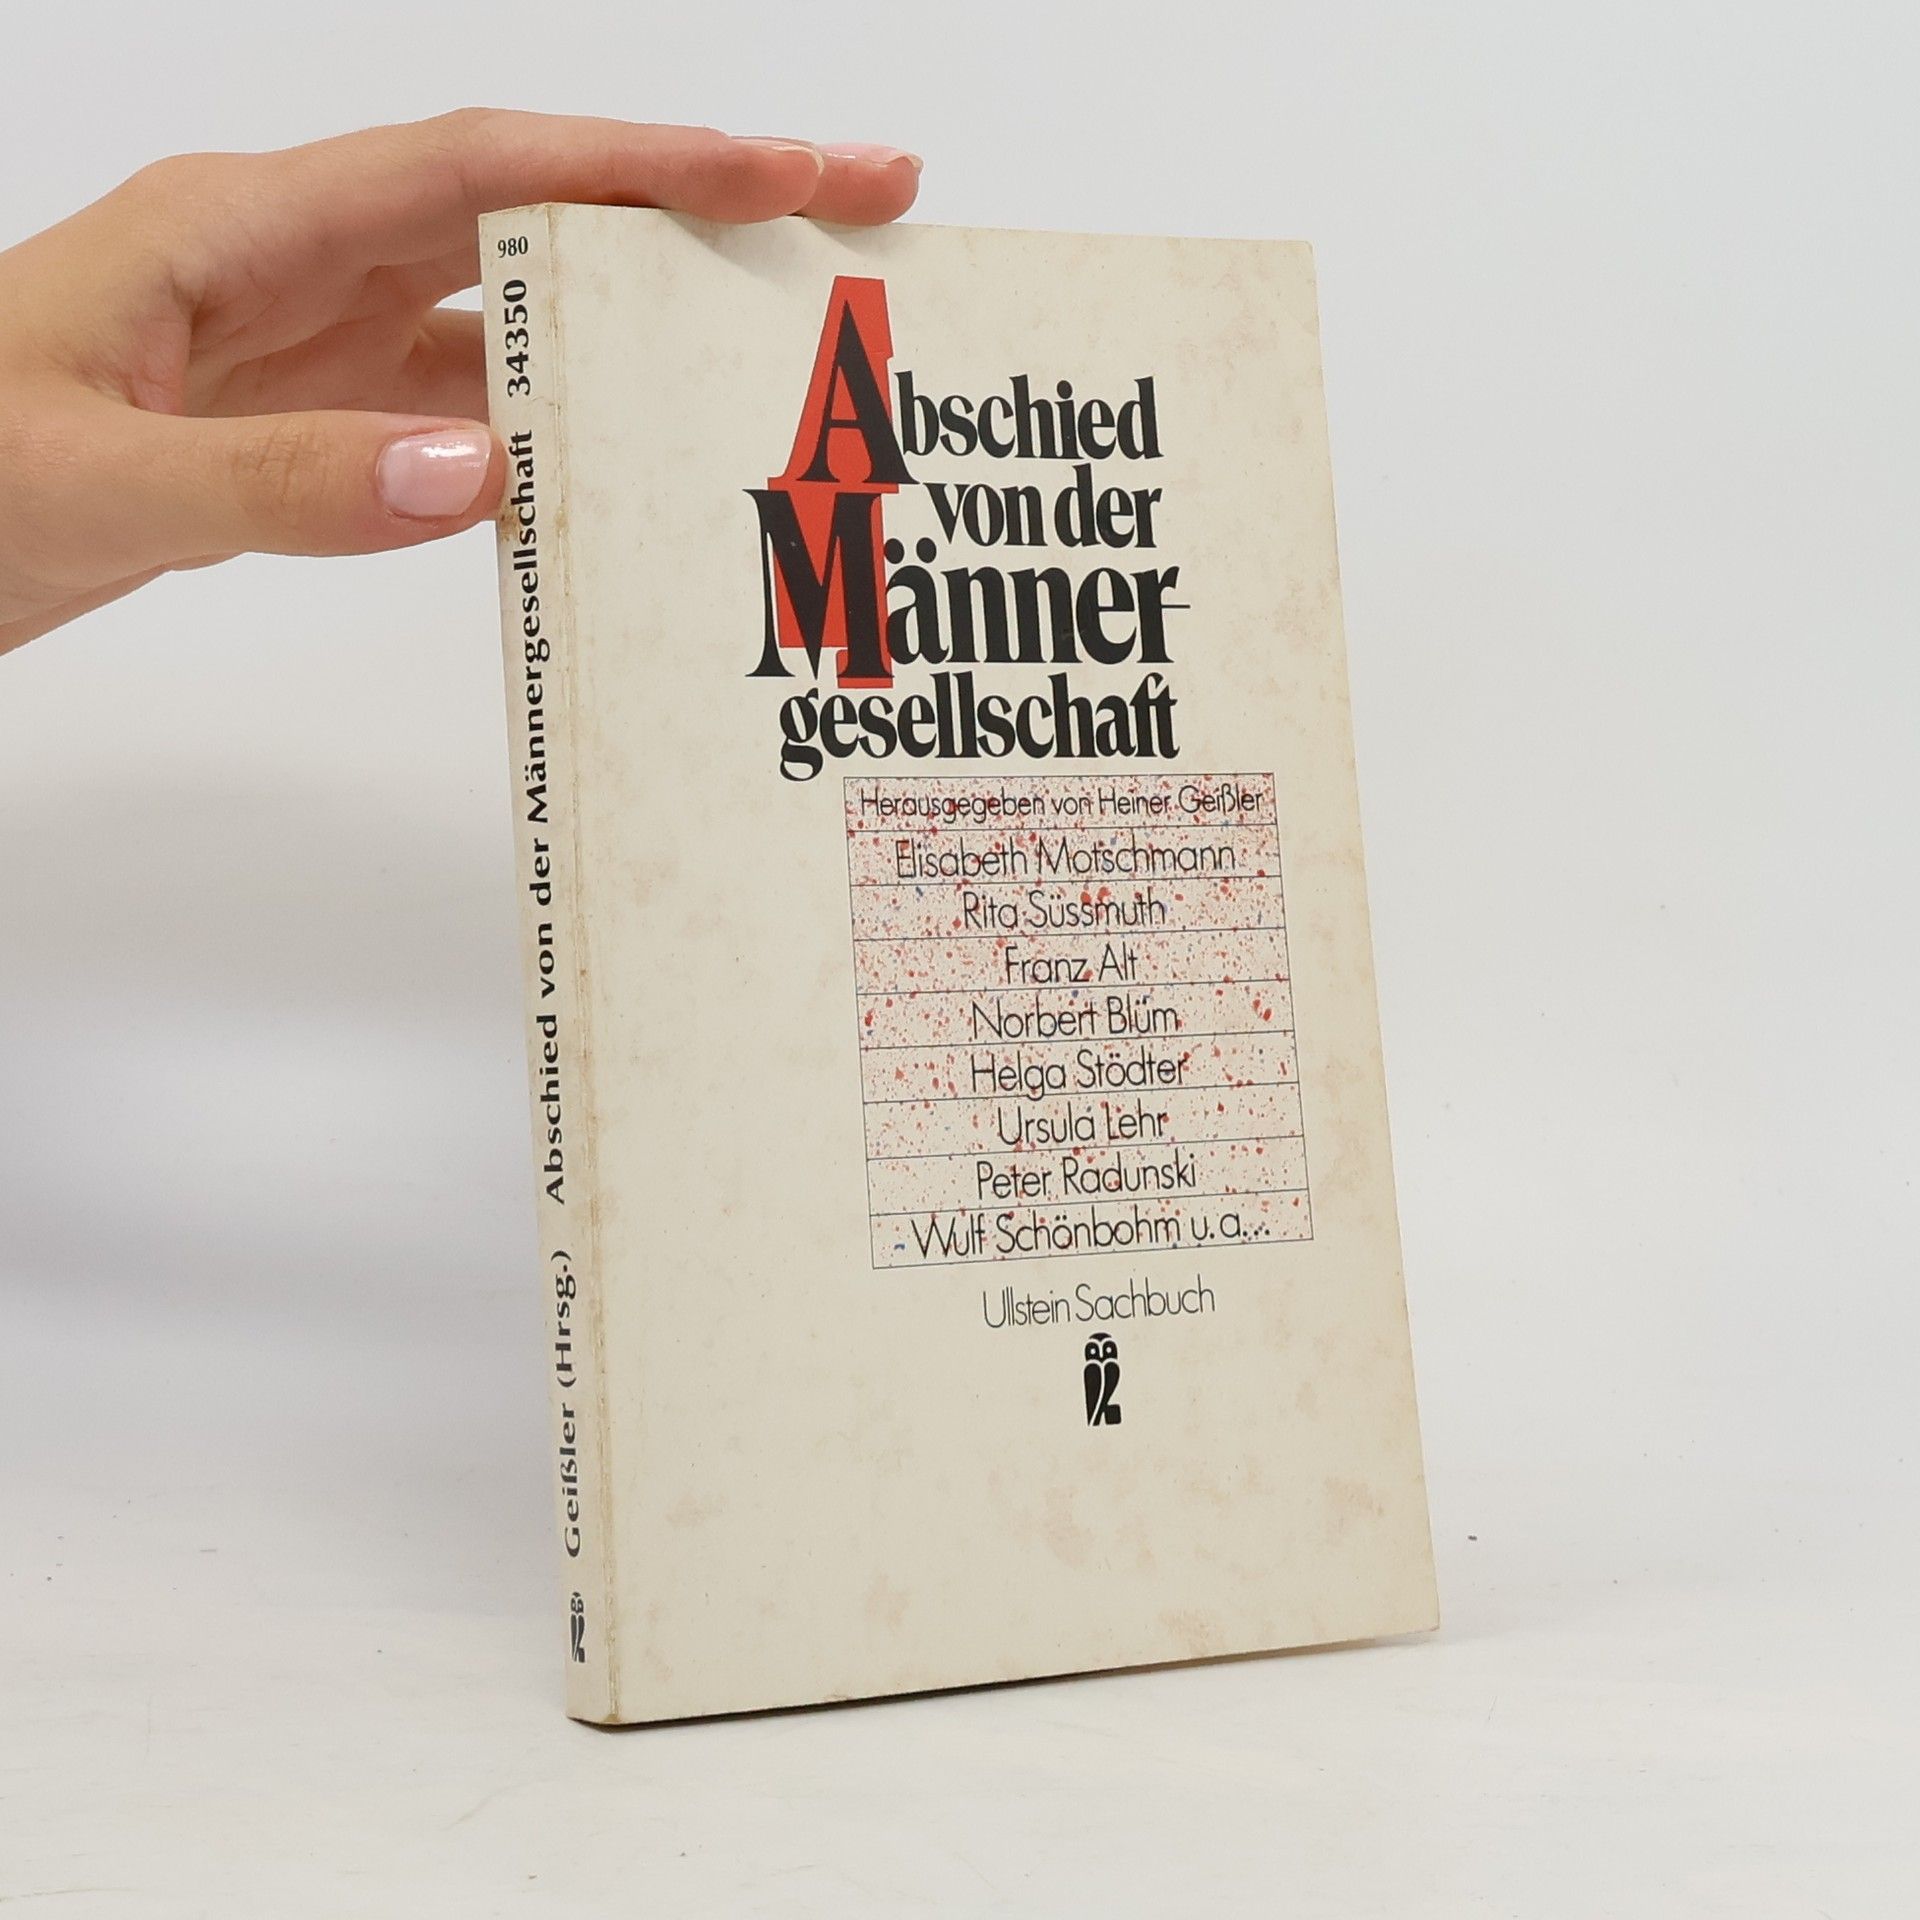 980
34350
Abschied von der Männergesellschaft
Geißler (Hrsg.)
Abschied
von der
Männer-
gesellschaft
Herausgegeben von Heiner Geißler
Elisabeth Motschmann
Rita Süssmuth
Franz Alt
Norbert Blüm
Helga Stödter
Ursula Lehr
Peter Radunski
Wulf Schönbohm u.a...
Ullstein Sachbuch